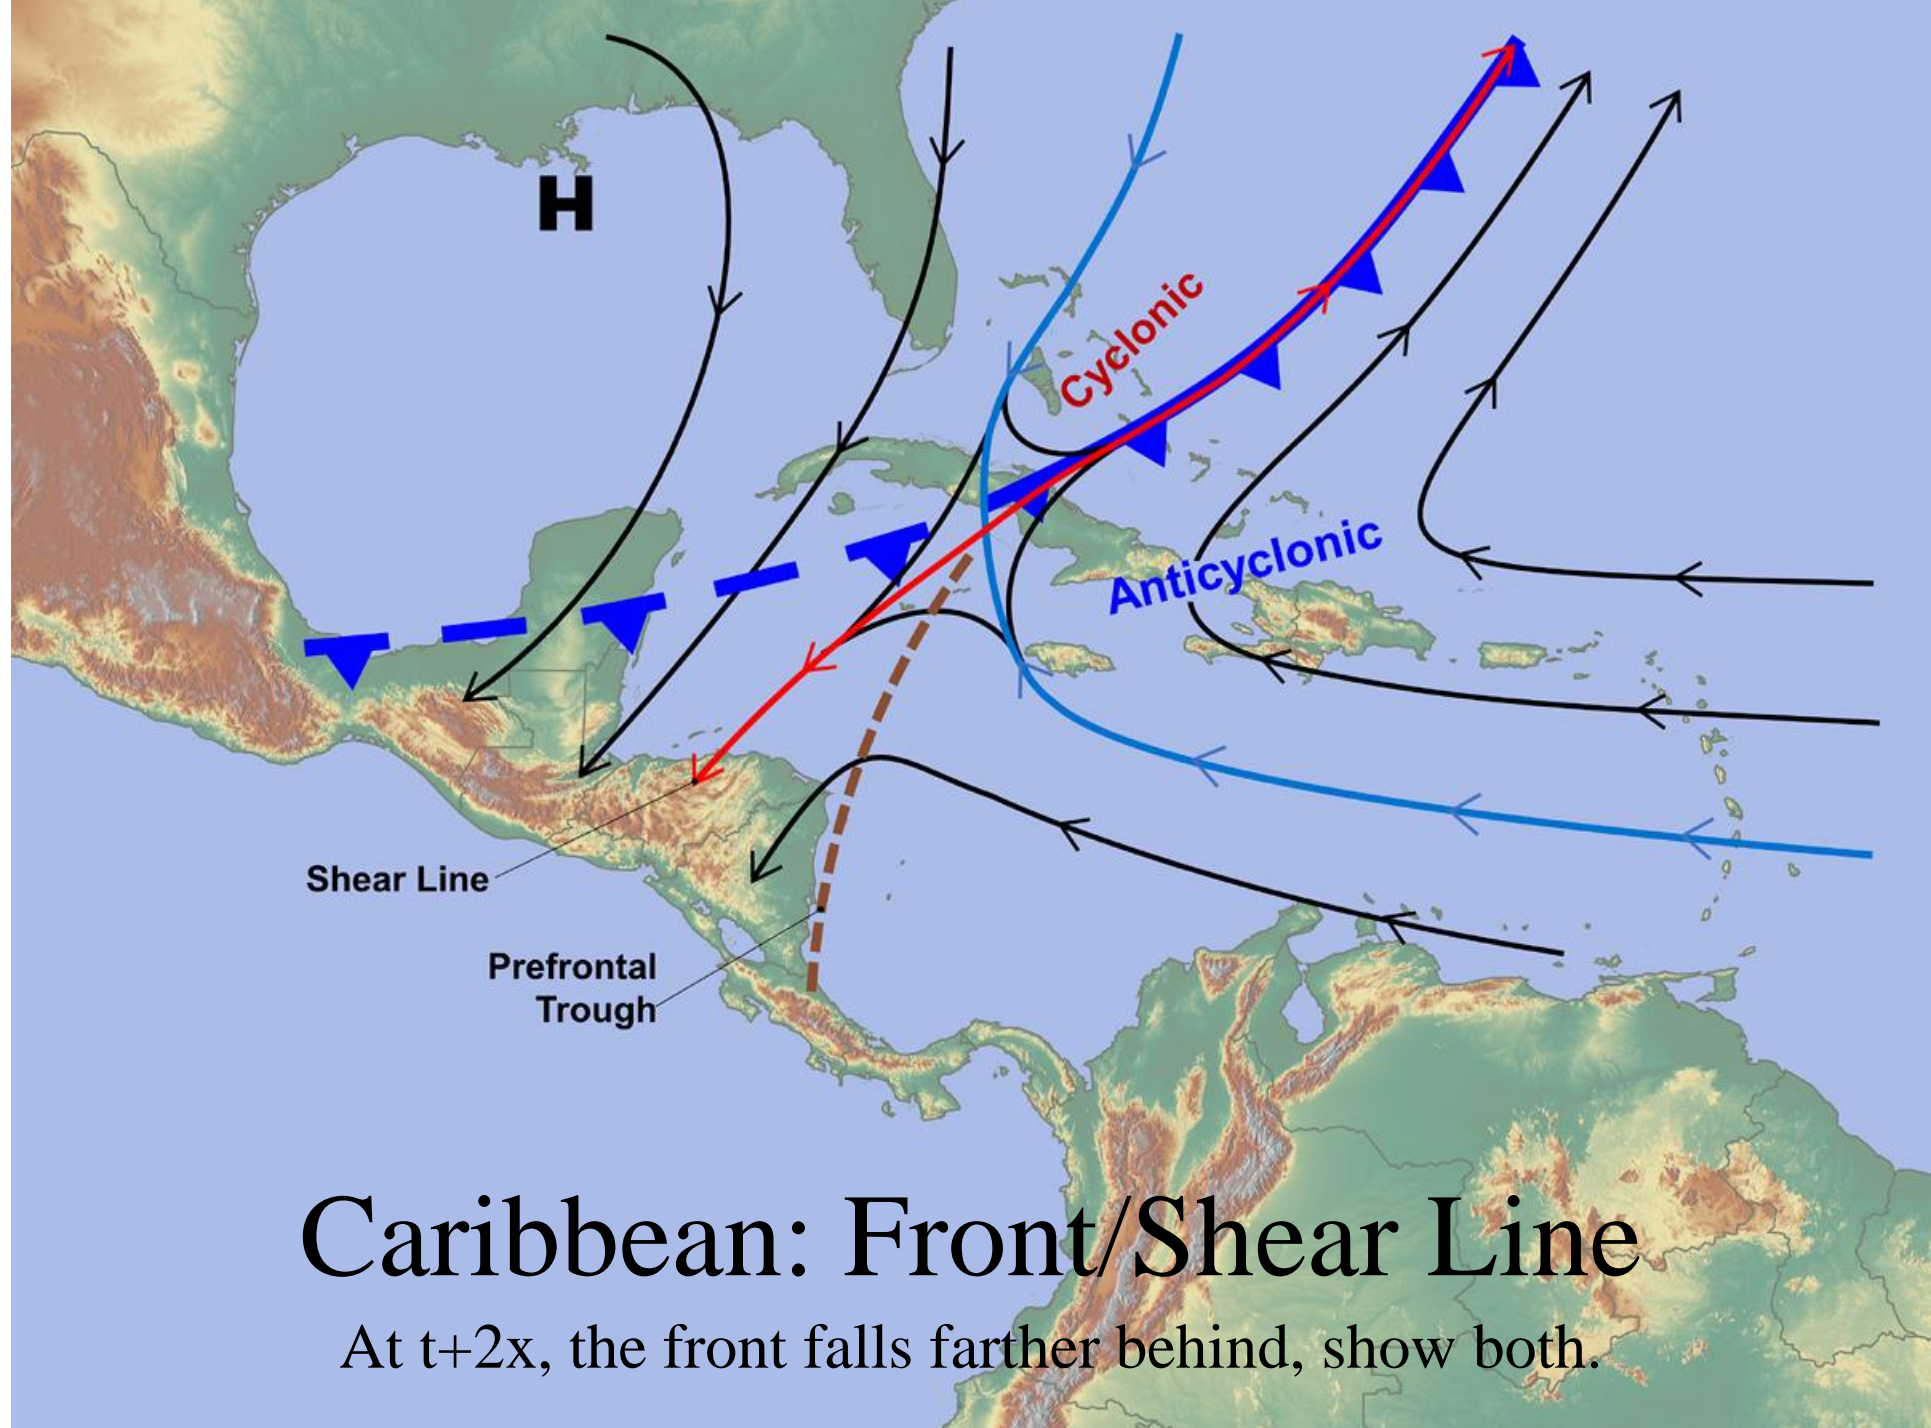 H
Cyclonic
Anticyclonic
Shear Line
Prefrontal
Trough
Caribbean: Front/Shear Line
At t+2x, the front falls farther behind, show both.